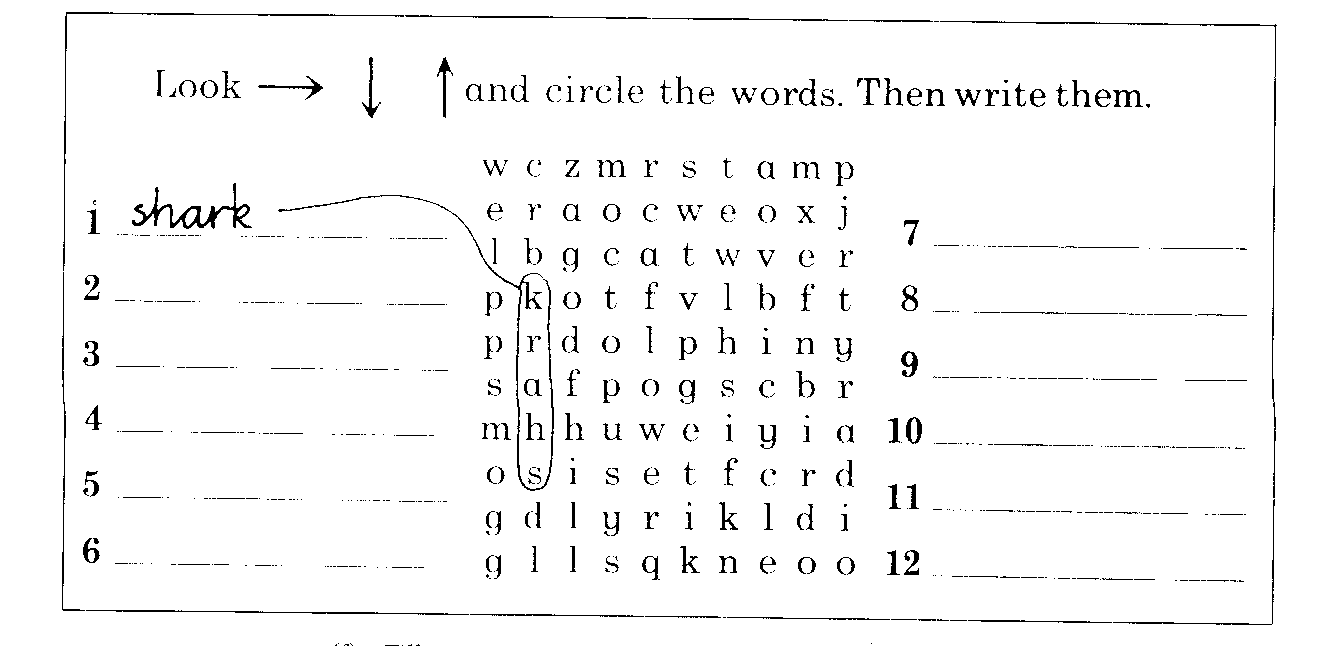 Look → ↓ ↑ and circle the words. Then write them.
w c z m r s t a m p
1 shark
e r a o c w e o x j
7
l b g c a t w v e r
2
p k o t f v l b f t
8
3
p r d o l p h i n y
9
s a f p o g s c b r
4
m h h u w e i y i a
10
5
o s i s e t f c r d
11
g d l y r i k l d i
6
g l l s q k n e o o
12